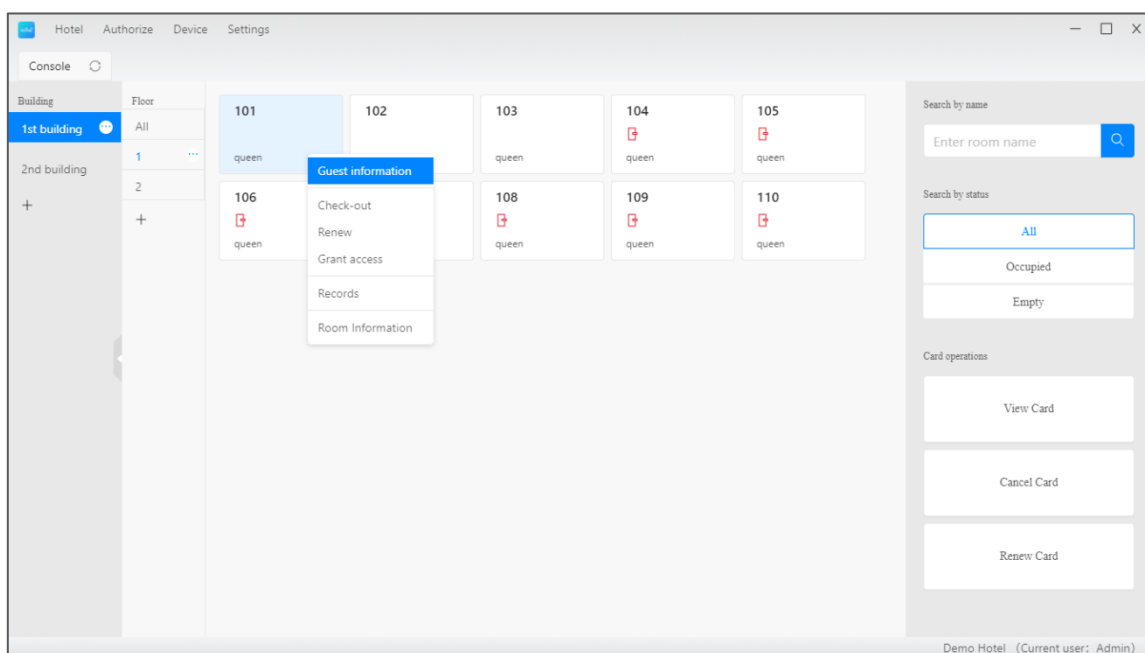 Hotel Authorize Device Settings
Console
Building
1st building
2nd building
+
Floor
All
1
2
+
101
queen
102
103
queen
104
queen
105
queen
106
queen
108
queen
109
queen
110
queen
Guest information
Check-out
Renew
Grant access
Records
Room Information
Search by name
Enter room name
Search by status
All
Occupied
Empty
Card operations
View Card
Cancel Card
Renew Card
Demo Hotel (Current user: Admin)